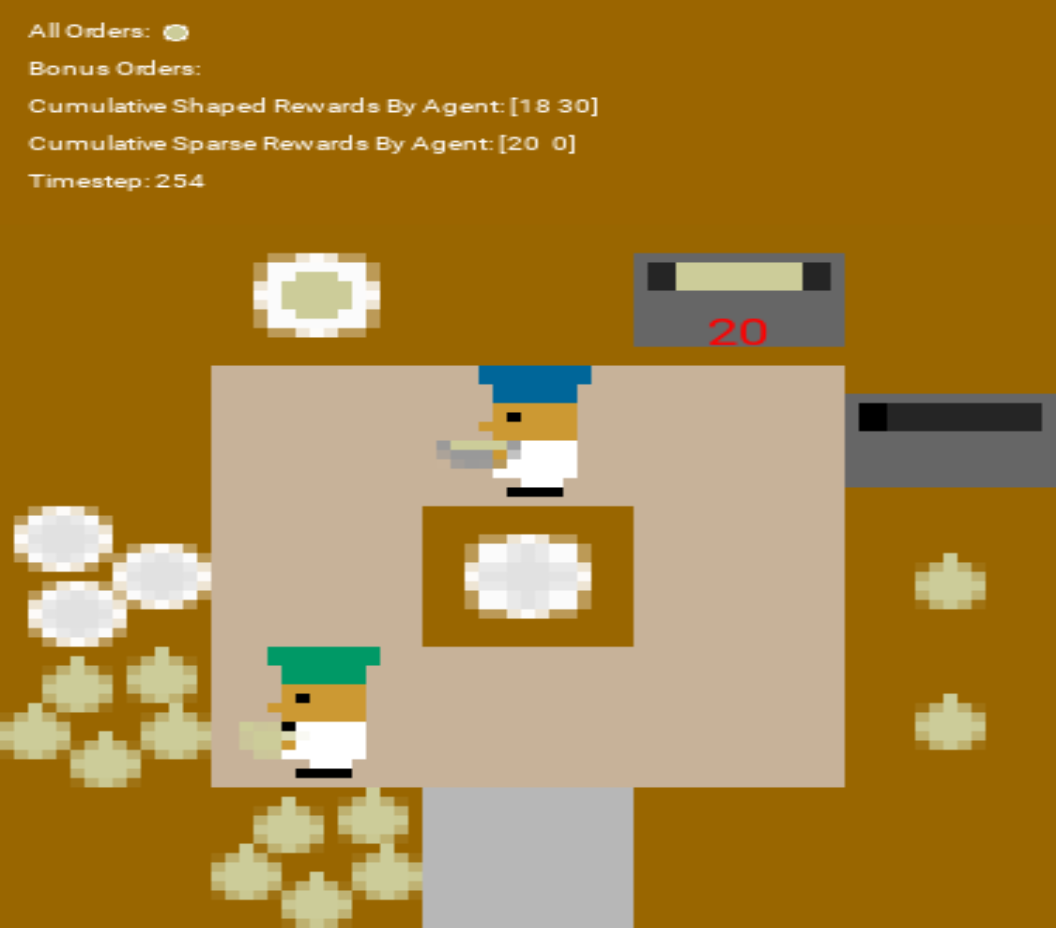 All Orders:
Bonus Orders:
Cumulative Shaped Rewards By Agent: [18 30]
Cumulative Sparse Rewards By Agent: [20  0]
Timestep: 254
20